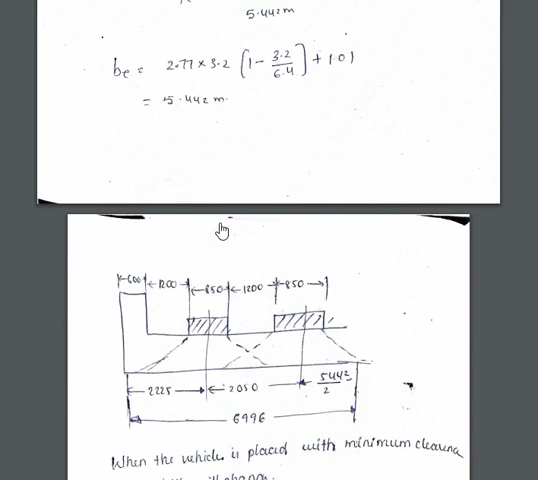 5.442m
be = 2.77 × 3.2 (1 - 3.2/6.4) + 1.01
= 5.442 m.
600 1200 850 1200 850
2225 2050 5442/2
6996
When the vehicle is placed with minimum clearna